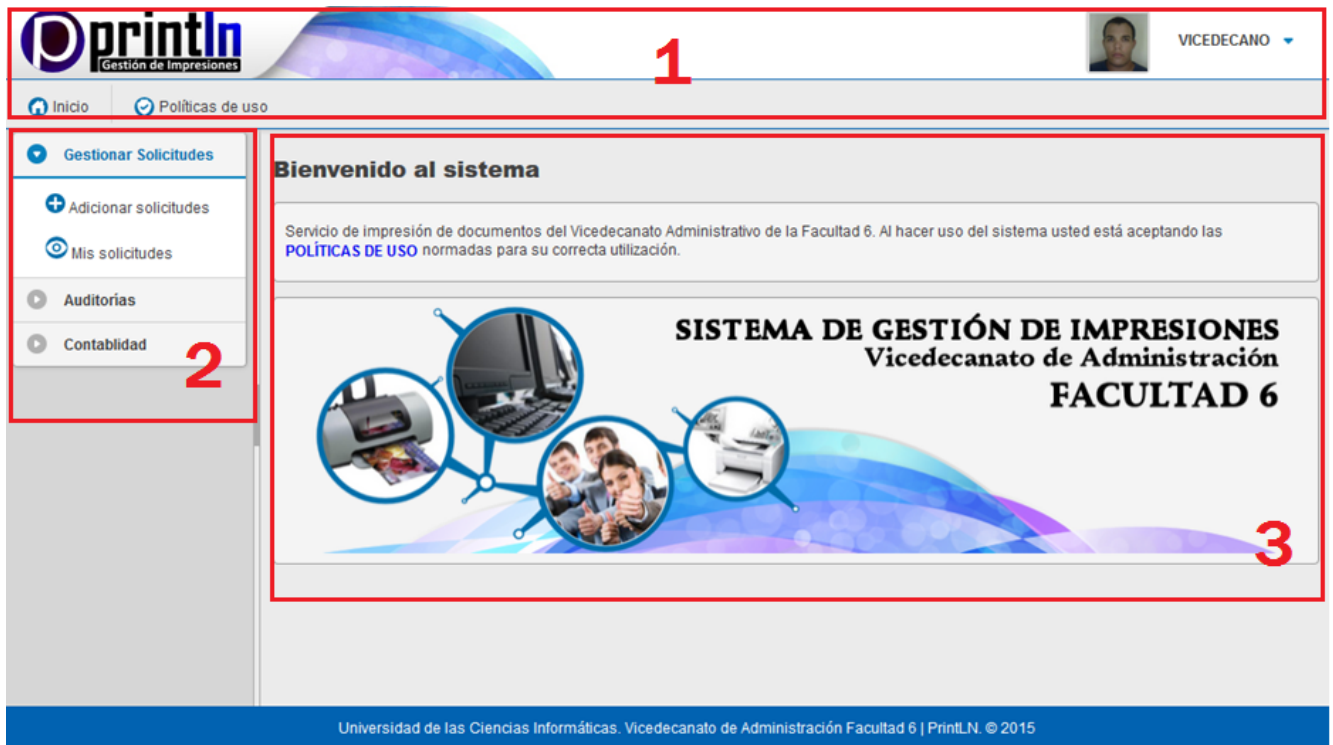 println
Gestión de Impresiones
1
VICEDECANO
Inicio
Políticas de uso
Gestionar Solicitudes
Adicionar solicitudes
Mis solicitudes
Auditorías
Contablidad
2
Bienvenido al sistema
Servicio de impresión de documentos del Vicedecanato Administrativo de la Facultad 6. Al hacer uso del sistema usted está aceptando las
POLÍTICAS DE USO normadas para su correcta utilización.
SISTEMA DE GESTIÓN DE IMPRESIONES
Vicedecanato de Administración
FACULTAD 6
3
Universidad de las Ciencias Informáticas. Vicedecanato de Administración Facultad 6 | PrintLN. © 2015